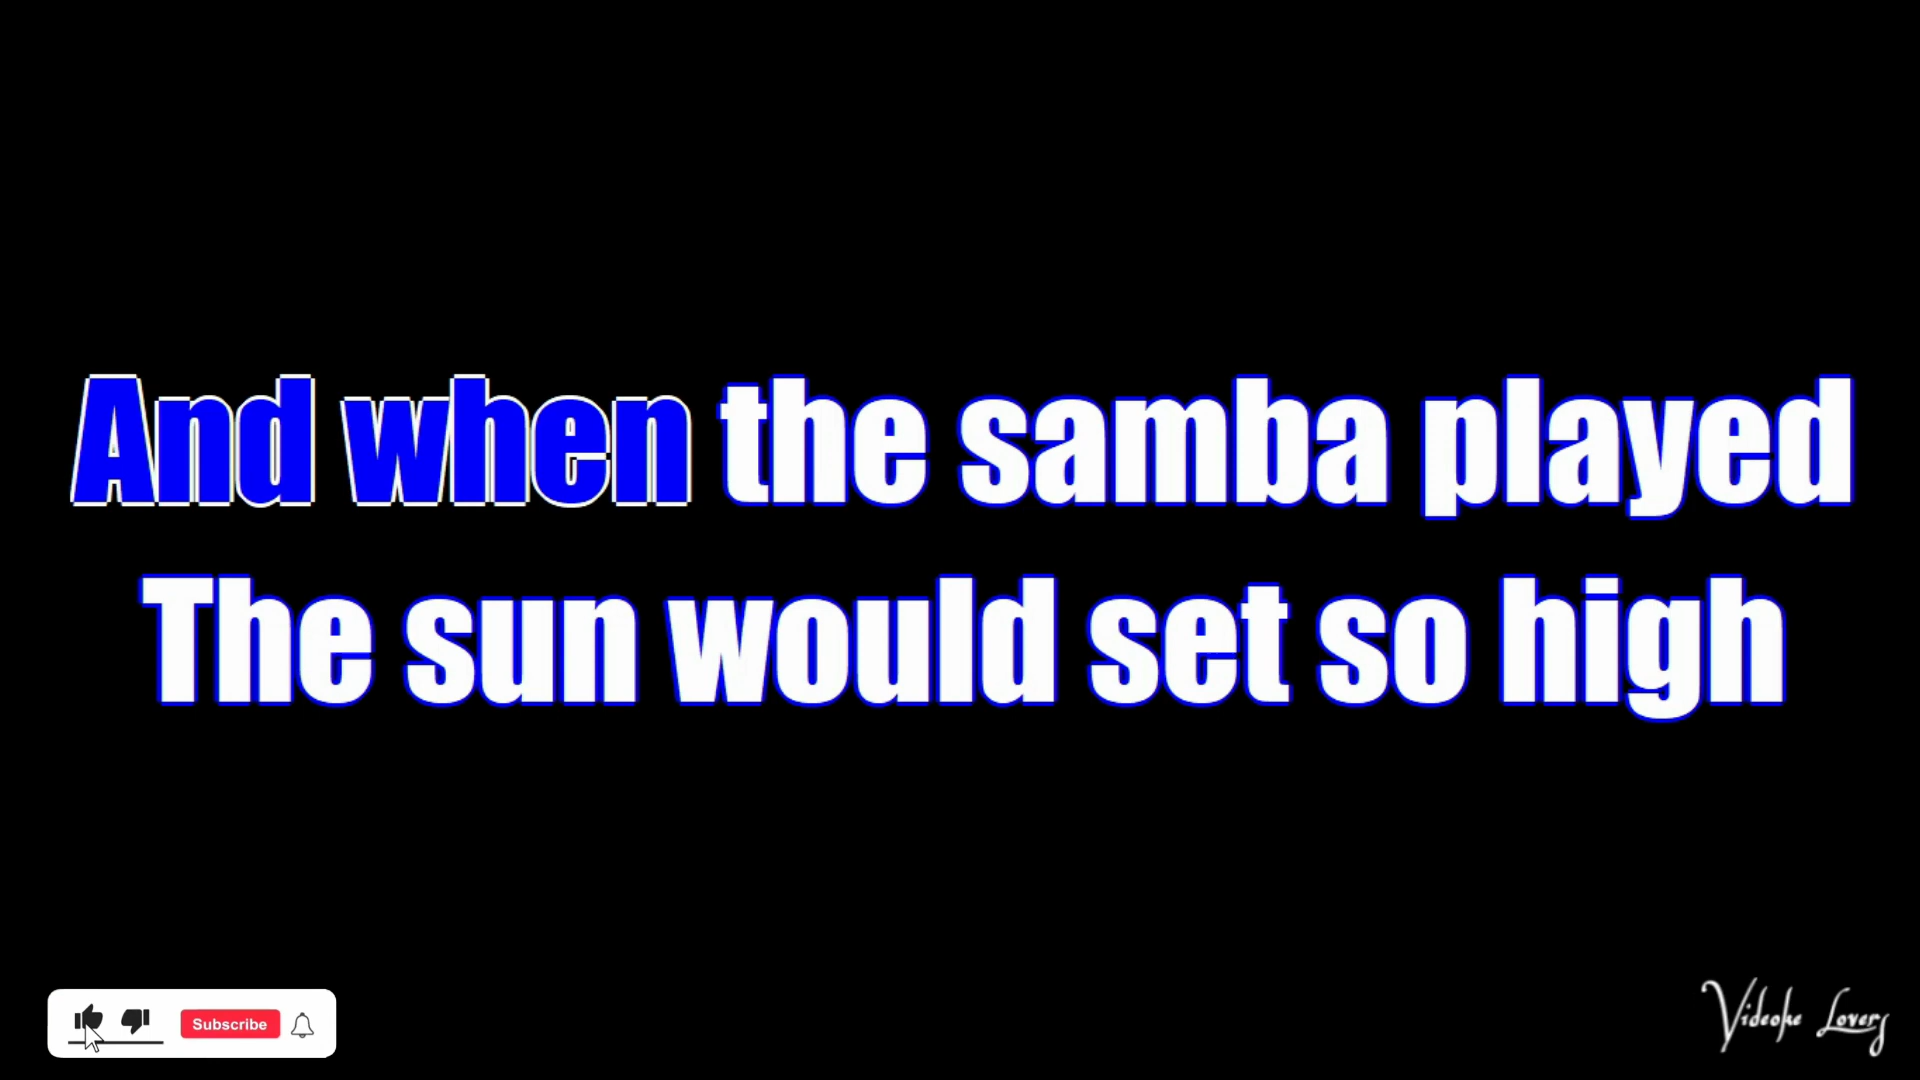 And when the samba played
The sun would set so high
Subscribe
Videoke Lovers